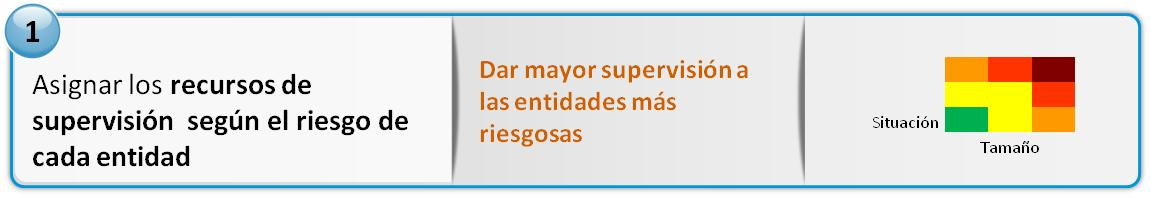 1
Asignar los recursos de
supervisión según el riesgo de
cada entidad
Dar mayor supervisión a
las entidades más
riesgosas
Situación
Tamaño